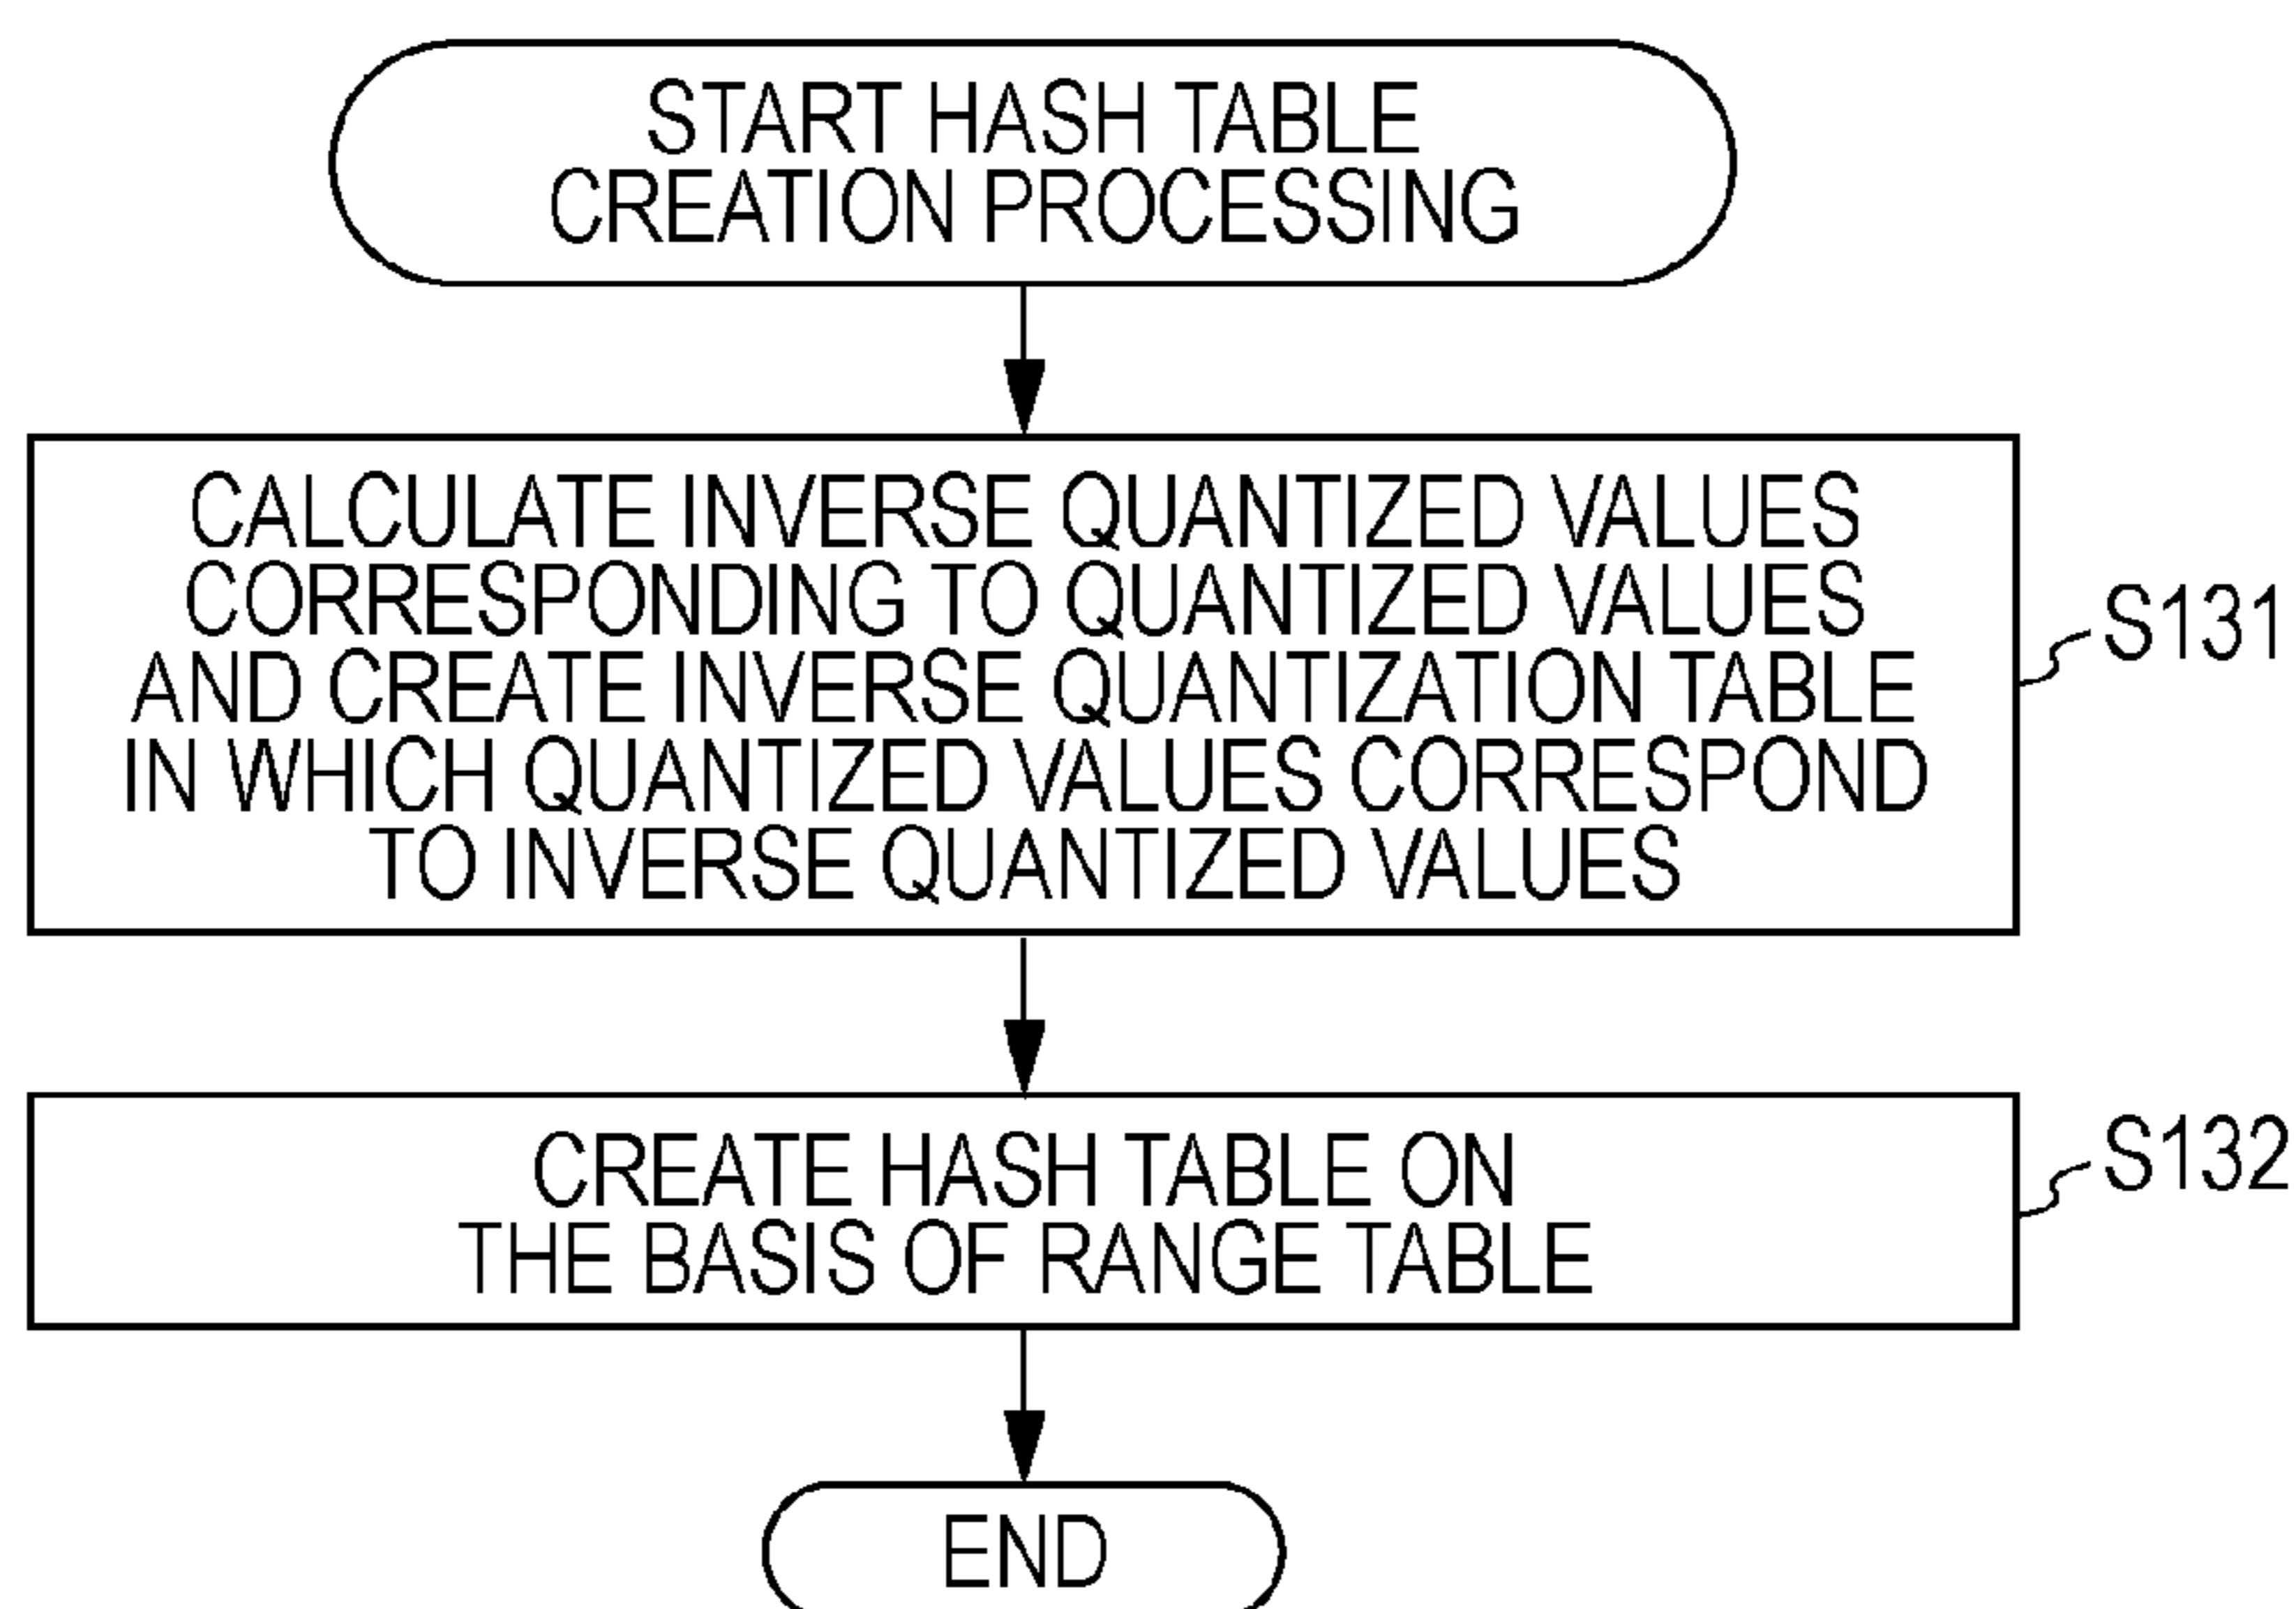 START HASH TABLE
CREATION PROCESSING
CALCULATE INVERSE QUANTIZED VALUES
CORRESPONDING TO QUANTIZED VALUES
AND CREATE INVERSE QUANTIZATION TABLE
IN WHICH QUANTIZED VALUES CORRESPOND
TO INVERSE QUANTIZED VALUES
S131
CREATE HASH TABLE ON
THE BASIS OF RANGE TABLE
S132
END